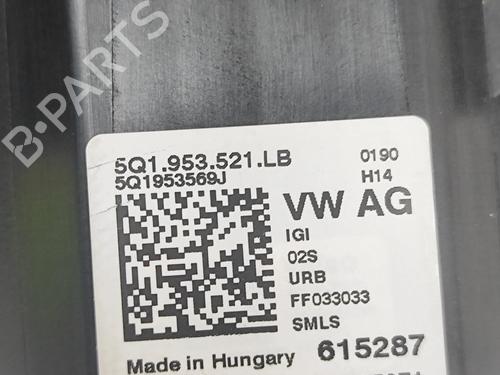 B-PARTS
5Q1.953.521.LB
0190
5Q1953569J
H14
VW AG
IGI
02S
URB
FF033033
SMLS
Made in Hungary
615287